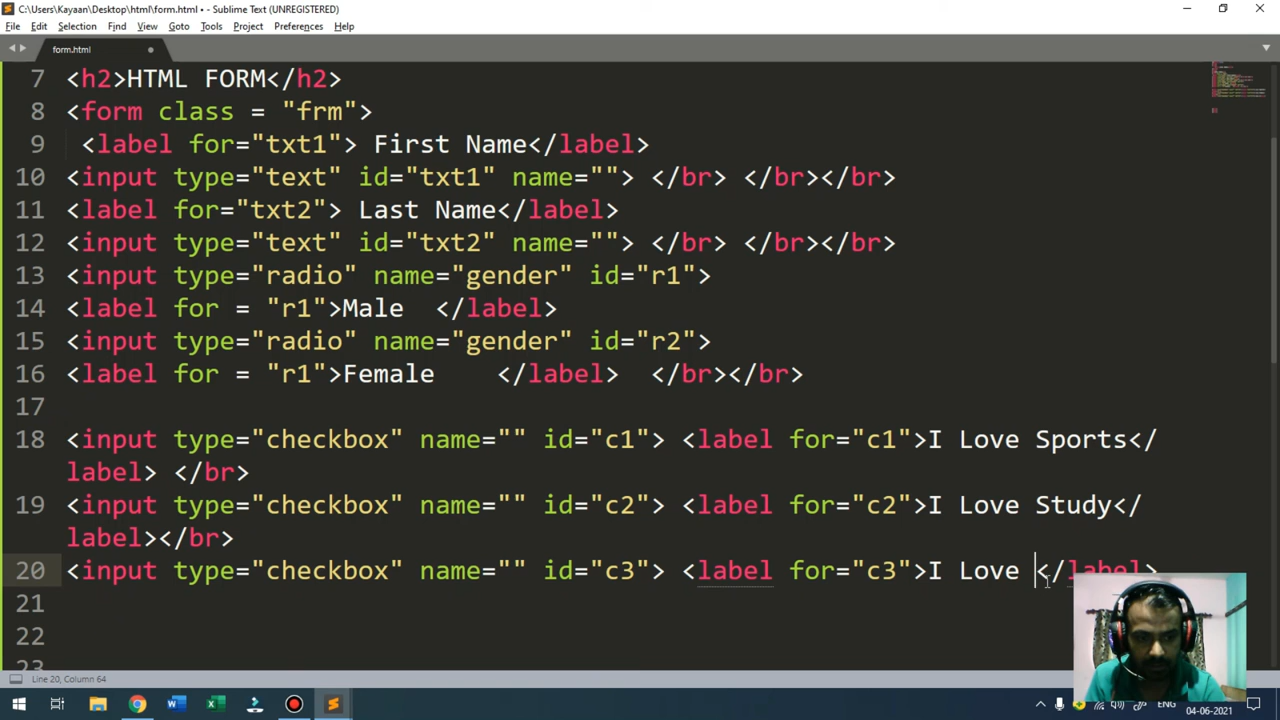 C:\Users\Kayaan\Desktop\html\form.html • - Sublime Text (UNREGISTERED)
File Edit Selection Find View Goto Tools Project Preferences Help
form.html
7 <h2>HTML FORM</h2>
8 <form class = "frm">
9 <label for="txt1"> First Name</label>
10 <input type="text" id="txt1" name=""> </br> </br></br>
11 <label for="txt2"> Last Name</label>
12 <input type="text" id="txt2" name=""> </br> </br></br>
13 <input type="radio" name="gender" id="r1">
14 <label for = "r1">Male  </label>
15 <input type="radio" name="gender" id="r2">
16 <label for = "r1">Female    </label>  </br></br>
17
18 <input type="checkbox" name="" id="c1"> <label for="c1">I Love Sports</
label> </br>
19 <input type="checkbox" name="" id="c2"> <label for="c2">I Love Study</
label></br>
20 <input type="checkbox" name="" id="c3"> <label for="c3">I Love </label>
21
22
23
Line 20, Column 64
ENG
04-06-2021